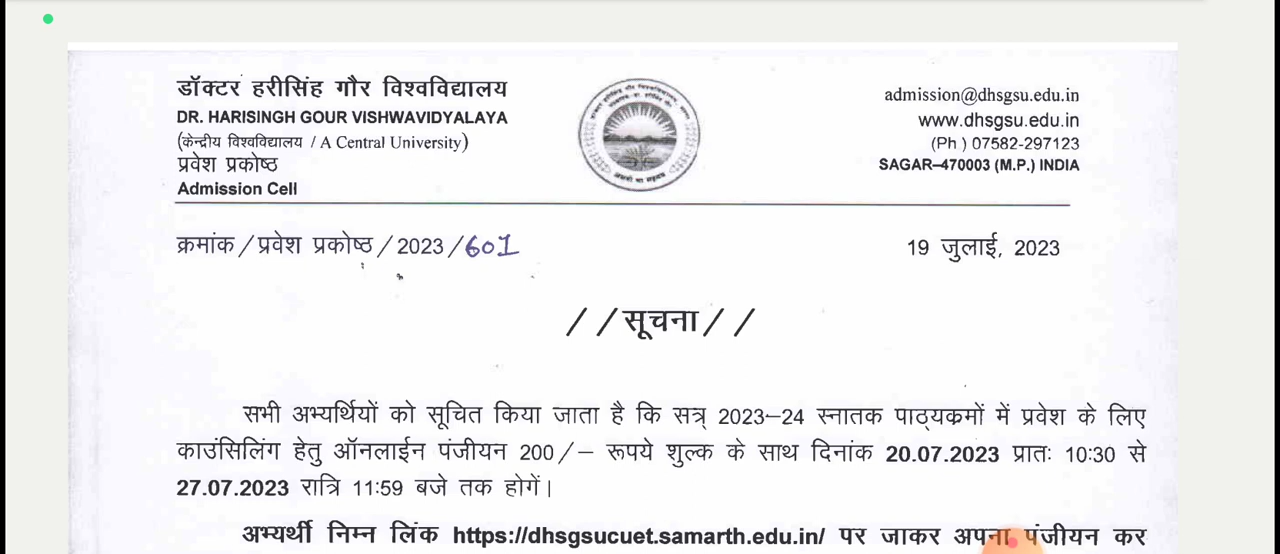 डॉक्टर हरीसिंह गौर विश्वविद्यालय
DR. HARISINGH GOUR VISHWAVIDYALAYA
(केन्द्रीय विश्वविद्यालय / A Central University)
प्रवेश प्रकोष्ठ
Admission Cell
admission@dhsgsu.edu.in
www.dhsgsu.edu.in
(Ph ) 07582-297123
SAGAR–470003 (M.P.) INDIA
क्रमांक / प्रवेश प्रकोष्ठ / 2023 / 601
19 जुलाई, 2023
/ / सूचना / /
सभी अभ्यर्थियों को सूचित किया जाता है कि सत्र् 2023–24 स्नातक पाठ्यक्रमों में प्रवेश के लिए
काउंसिलिंग हेतु ऑनलाईन पंजीयन 200 / – रूपये शुल्क के साथ दिनांक 20.07.2023 प्रातः 10:30 से
27.07.2023 रात्रि 11:59 बजे तक होगें।
अभ्यर्थी निम्न लिंक https://dhsgsucuet.samarth.edu.in/ पर जाकर अपना पंजीयन कर